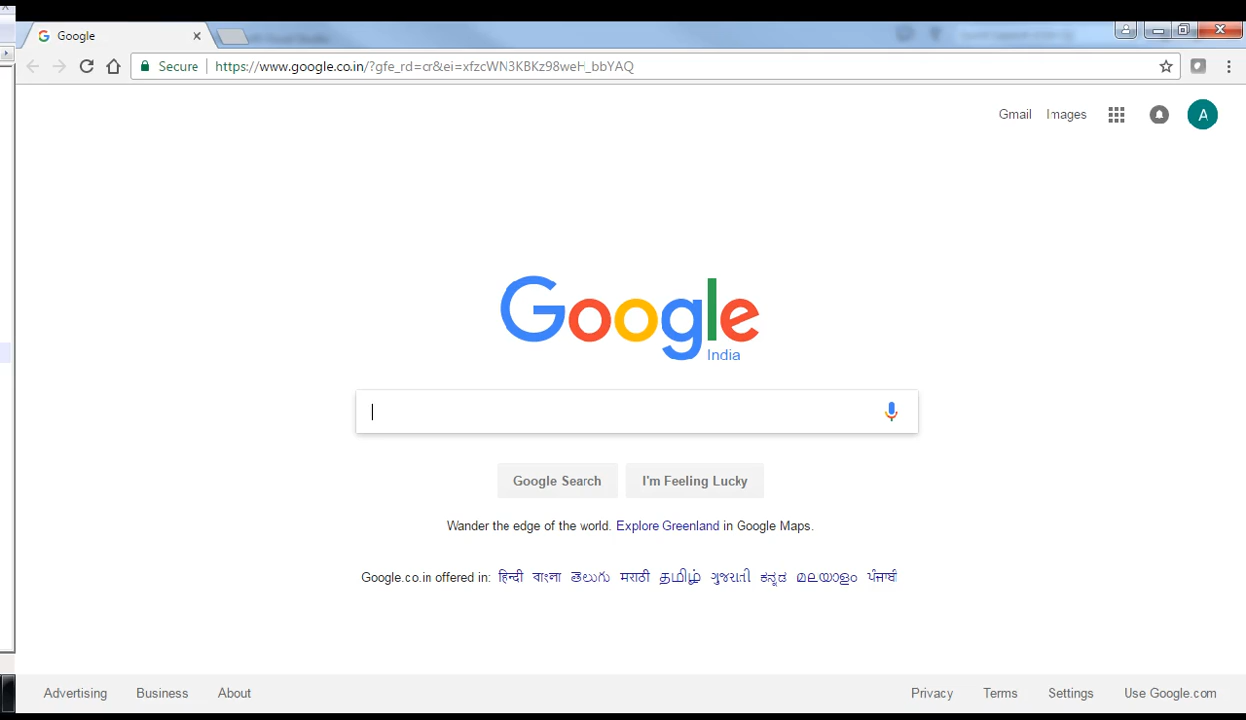 Google
Secure https://www.google.co.in/?gfe_rd=cr&ei=xfzcWN3KBKz98weH_bbYAQ
Gmail Images A
Google
India
Google Search I'm Feeling Lucky
Wander the edge of the world. Explore Greenland in Google Maps.
Google.co.in offered in: हिन्दी বাংলা తెలుగు मराठी தமிழ் ગુજરાતી ಕನ್ನಡ മലയാളം ਪੰਜਾਬੀ
Advertising Business About Privacy Terms Settings Use Google.com